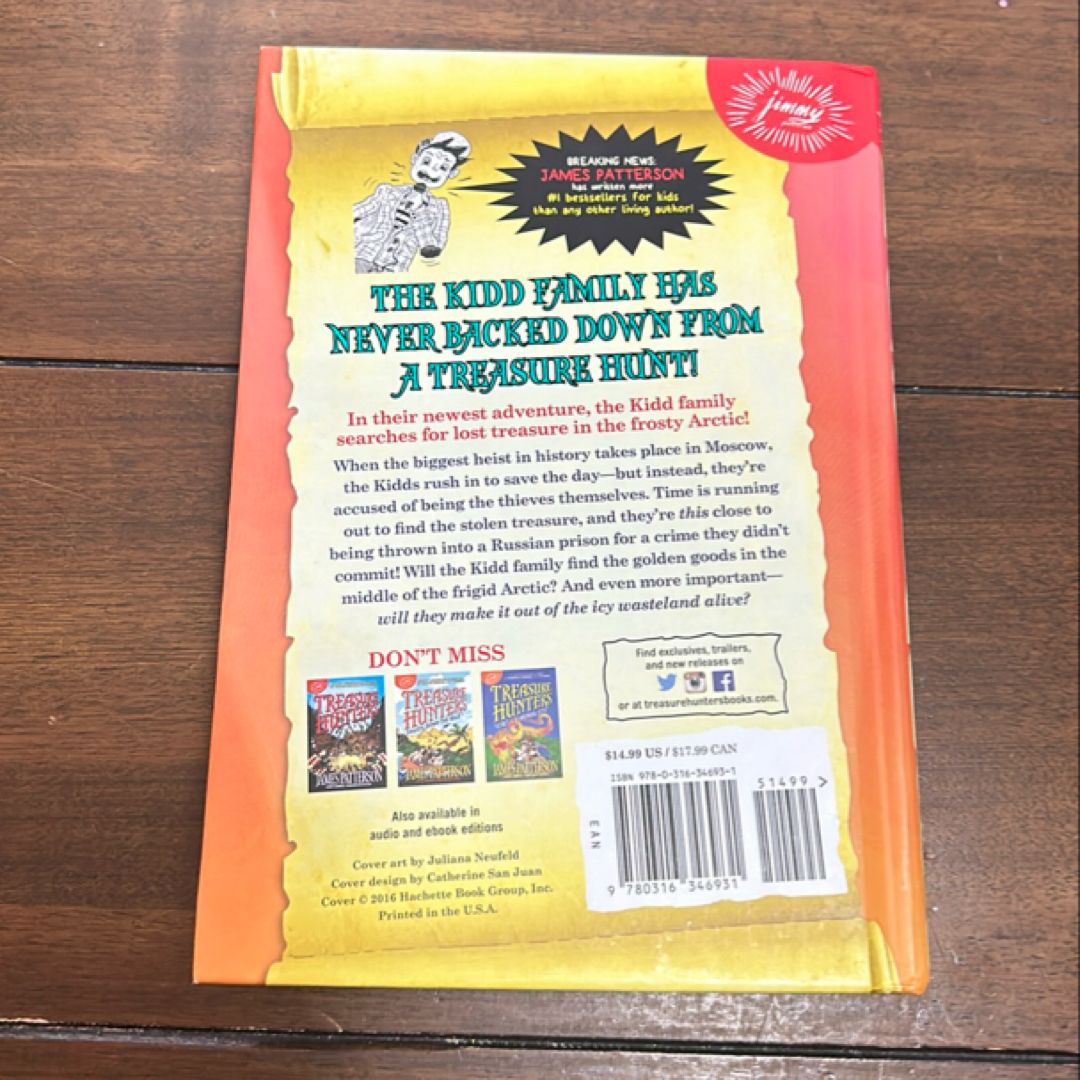 jimmy
BREAKING NEWS:
JAMES PATTERSON
has written more
#1 bestsellers for kids
than any other living author!
THE KIDD FAMILY HAS
NEVER BACKED DOWN FROM
A TREASURE HUNT!
In their newest adventure, the Kidd family
searches for lost treasure in the frosty Arctic!
When the biggest heist in history takes place in Moscow,
the Kidds rush in to save the day—but instead, they're
accused of being the thieves themselves. Time is running
out to find the stolen treasure, and they're this close to
being thrown into a Russian prison for a crime they didn't
commit! Will the Kidd family find the golden goods in the
middle of the frigid Arctic? And even more important—
will they make it out of the icy wasteland alive?
DON'T MISS
TREASURE
HUNTERS
JAMES PATTERSON
TREASURE
HUNTERS
JAMES PATTERSON
TREASURE
HUNTERS
JAMES PATTERSON
Find exclusives, trailers,
and new releases on
or at treasurehuntersbooks.com.
Also available in
audio and ebook editions
Cover art by Juliana Neufeld
Cover design by Catherine San Juan
Cover © 2016 Hachette Book Group, Inc.
Printed in the U.S.A.
$14.99 US / $17.99 CAN
ISBN 978-0-316-34693-1
51499 >
EAN
9 780316 346931